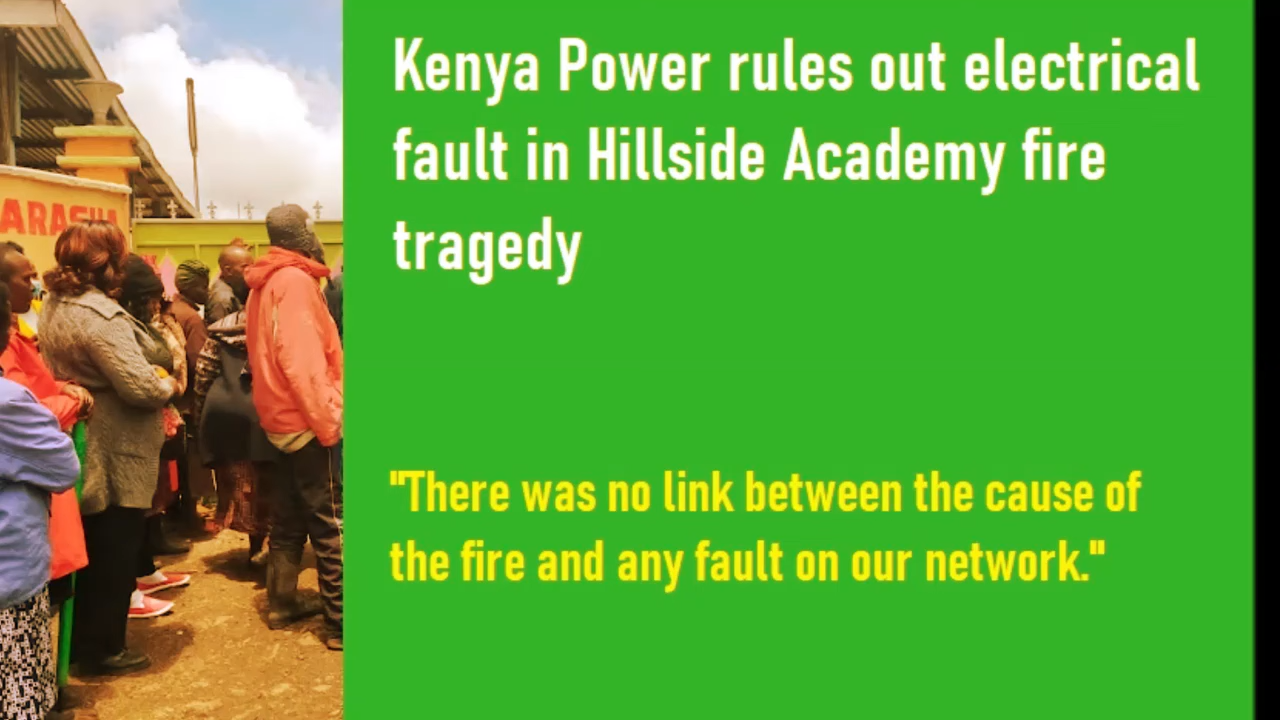 ARASHA
Kenya Power rules out electrical
fault in Hillside Academy fire
tragedy
"There was no link between the cause of
the fire and any fault on our network."